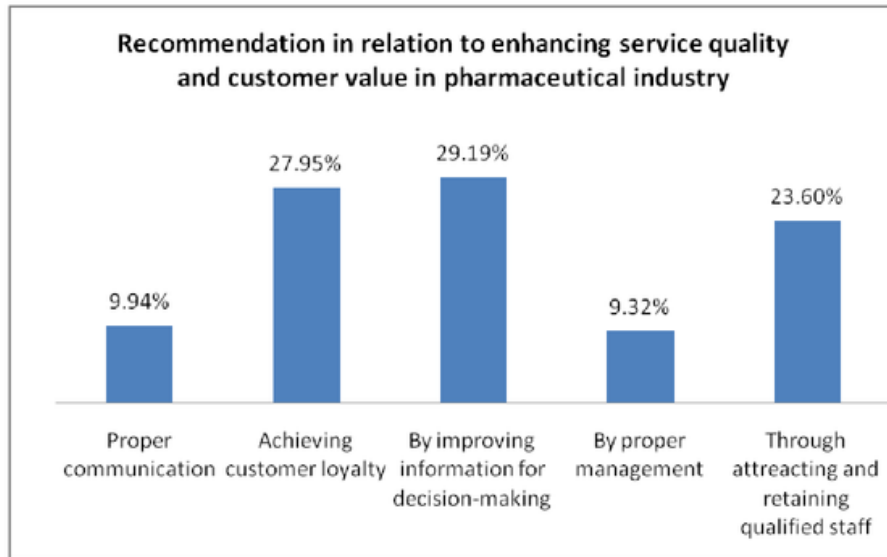 Recommendation in relation to enhancing service quality
and customer value in pharmaceutical industry
9.94%
27.95%
29.19%
9.32%
23.60%
Proper
communication
Achieving
customer loyalty
By improving
information for
decision-making
By proper
management
Through
attreacting and
retaining
qualified staff